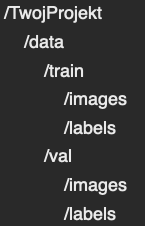 /TwojProjekt
/data
/train
/images
/labels
/val
/images
/labels